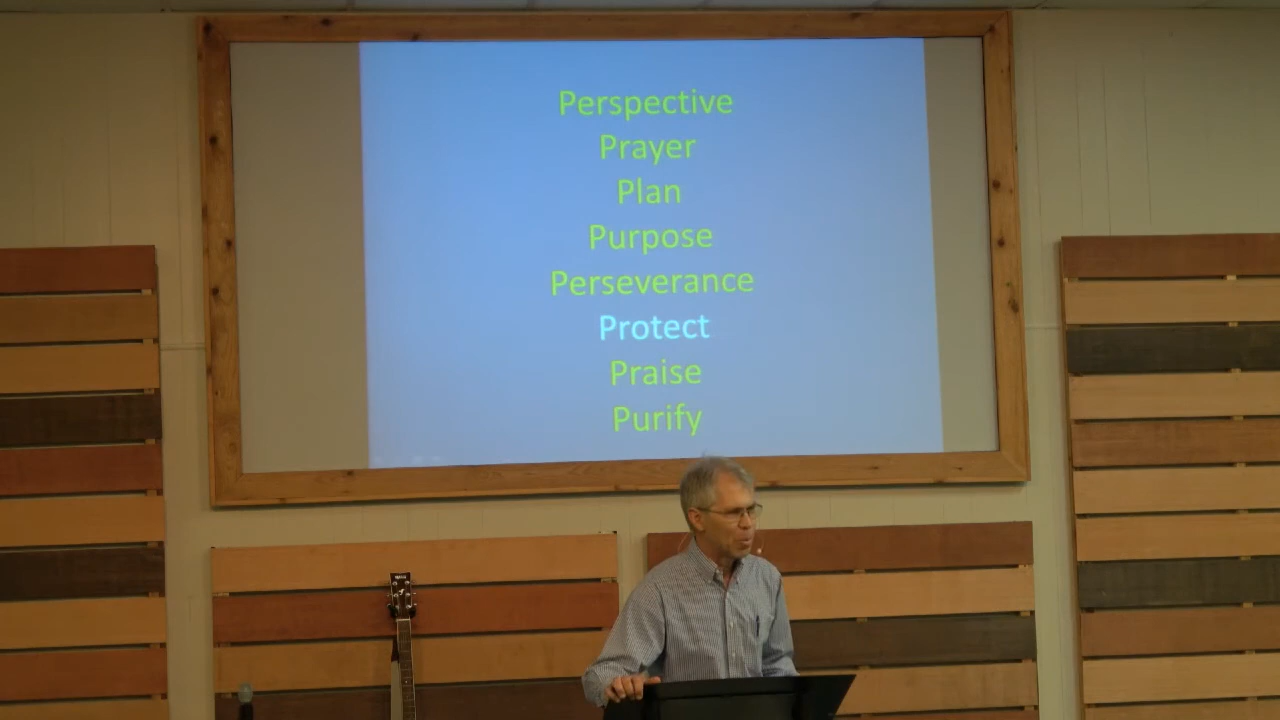 Perspective
Prayer
Plan
Purpose
Perseverance
Protect
Praise
Purify